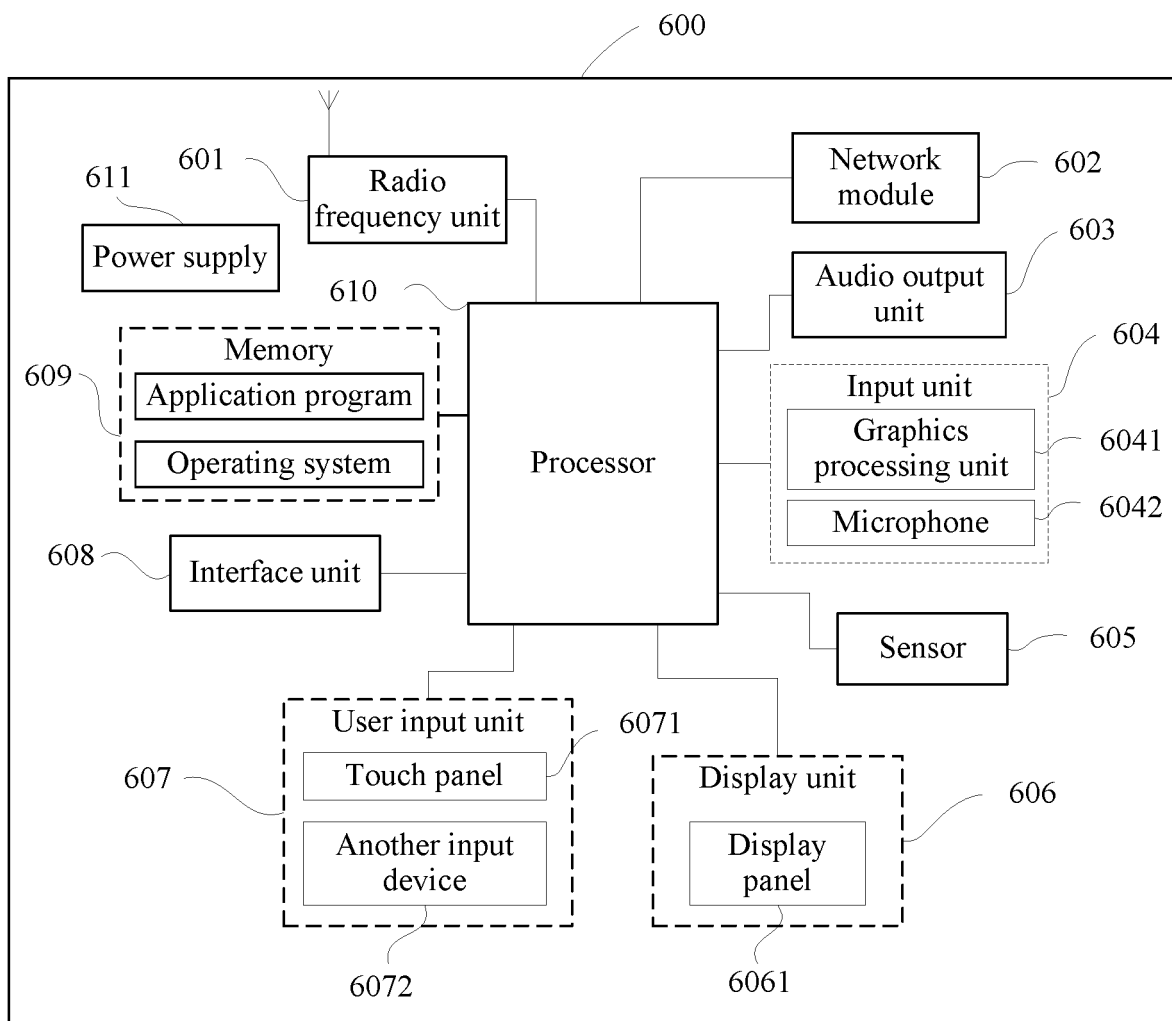 600
601
Radio
frequency unit
Network
module
602
611
Power supply
603
Audio output
unit
610
604
Memory
609
Application program
Operating system
Processor
Input unit
Graphics
processing unit
6041
Microphone
6042
608
Interface unit
Sensor
605
User input unit
6071
607
Touch panel
Another input
device
6072
Display unit
606
Display
panel
6061